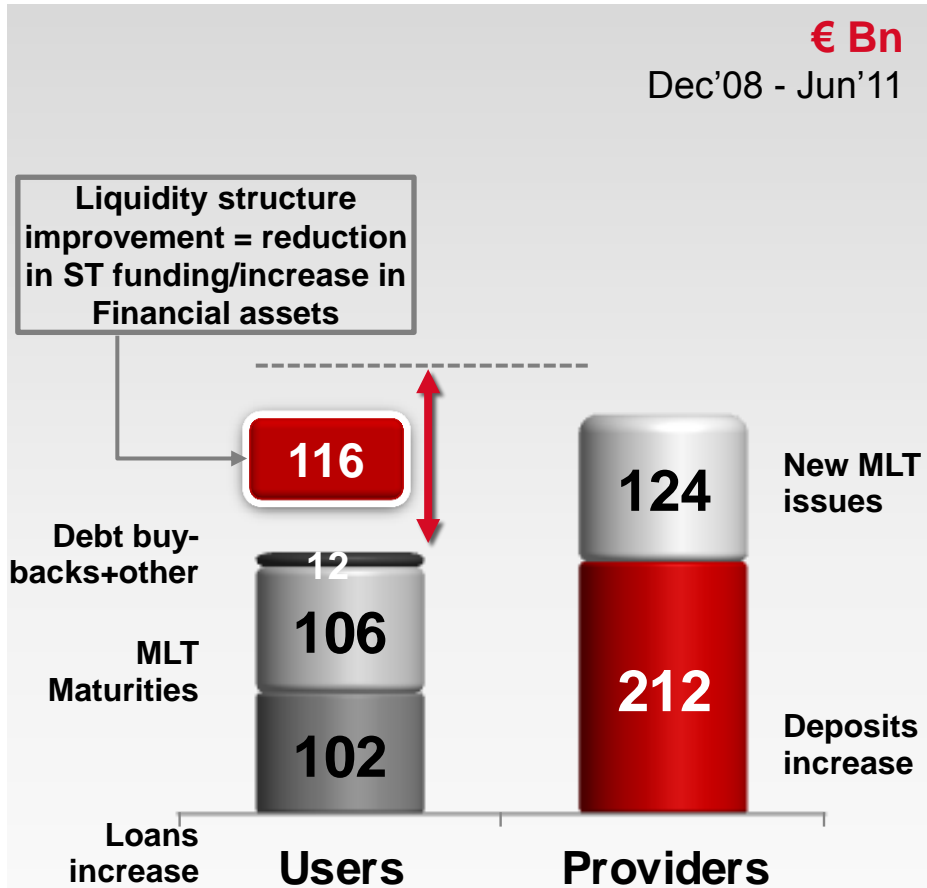 € Bn
Dec’08 - Jun’11
Liquidity structure
improvement = reduction
in ST funding/increase in
Financial assets
116
124
New MLT
issues
Debt buy-
backs+other
12
106
MLT
Maturities
212
Deposits
increase
102
Loans
increase
Users
Providers